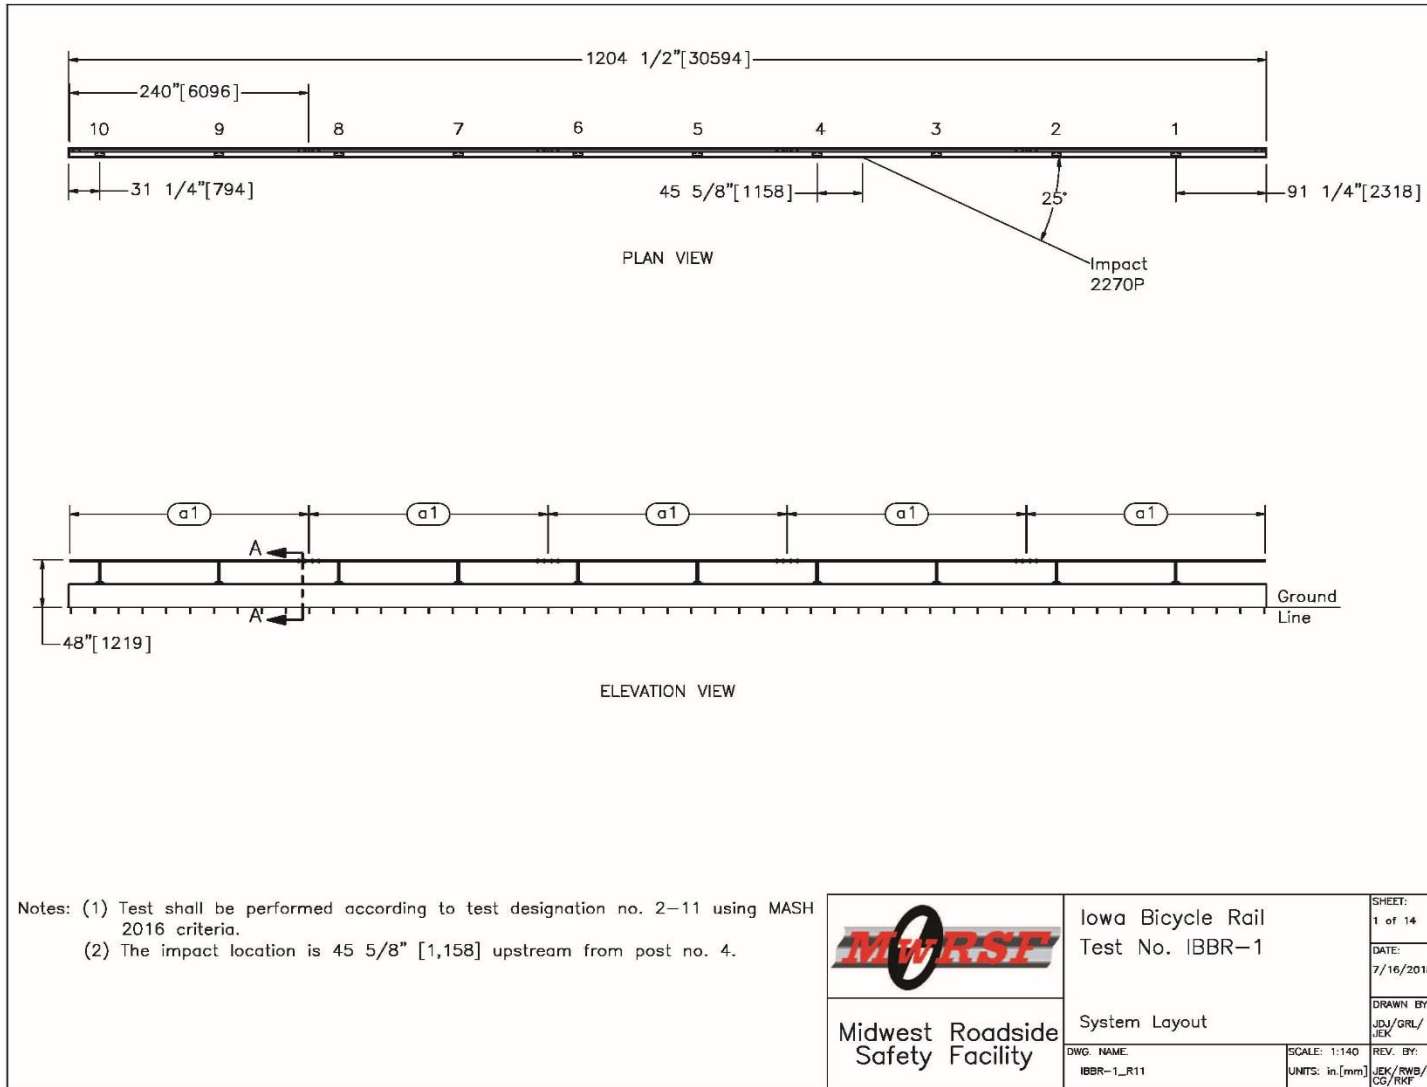 1204 1/2"[30594]
240"[6096]
10 9 8 7 6 5 4 3 2 1
31 1/4"[794]
45 5/8"[1158]
25°
91 1/4"[2318]
PLAN VIEW
Impact
2270P
a1 a1 a1 a1 a1
A
A
Ground
Line
48"[1219]
ELEVATION VIEW
Notes: (1) Test shall be performed according to test designation no. 2-11 using MASH
2016 criteria.
(2) The impact location is 45 5/8" [1,158] upstream from post no. 4.
MwRSF
Midwest Roadside
Safety Facility
Iowa Bicycle Rail
Test No. IBBR-1
System Layout
DWG. NAME.
IBBR-1_R11
SCALE: 1:140
UNITS: in.[mm]
SHEET:
1 of 14
DATE:
DRAWN BY
JDJ/GRL/
JEK
REV. BY:
JEK/RWB/
CG/RKF